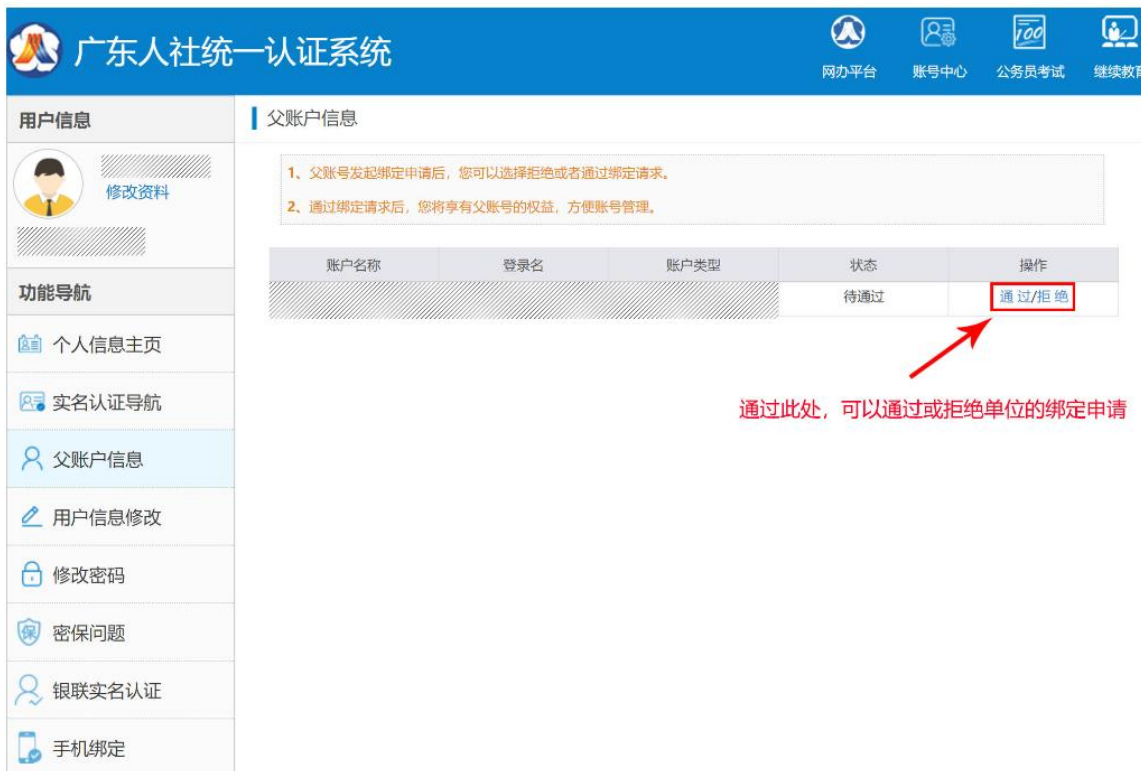 广东人社统一认证系统
网办平台
账号中心
100
公务员考试
继续教育
用户信息
修改资料
功能导航
个人信息主页
实名认证导航
父账户信息
用户信息修改
修改密码
保
密保问题
银联实名认证
手机绑定
父账户信息
1、父账号发起绑定申请后，您可以选择拒绝或者通过绑定请求。
2、通过绑定请求后，您将享有父账号的权益，方便账号管理。
账户名称 登录名 账户类型 状态 操作
待通过 通 过/拒 绝
通过此处，可以通过或拒绝单位的绑定申请